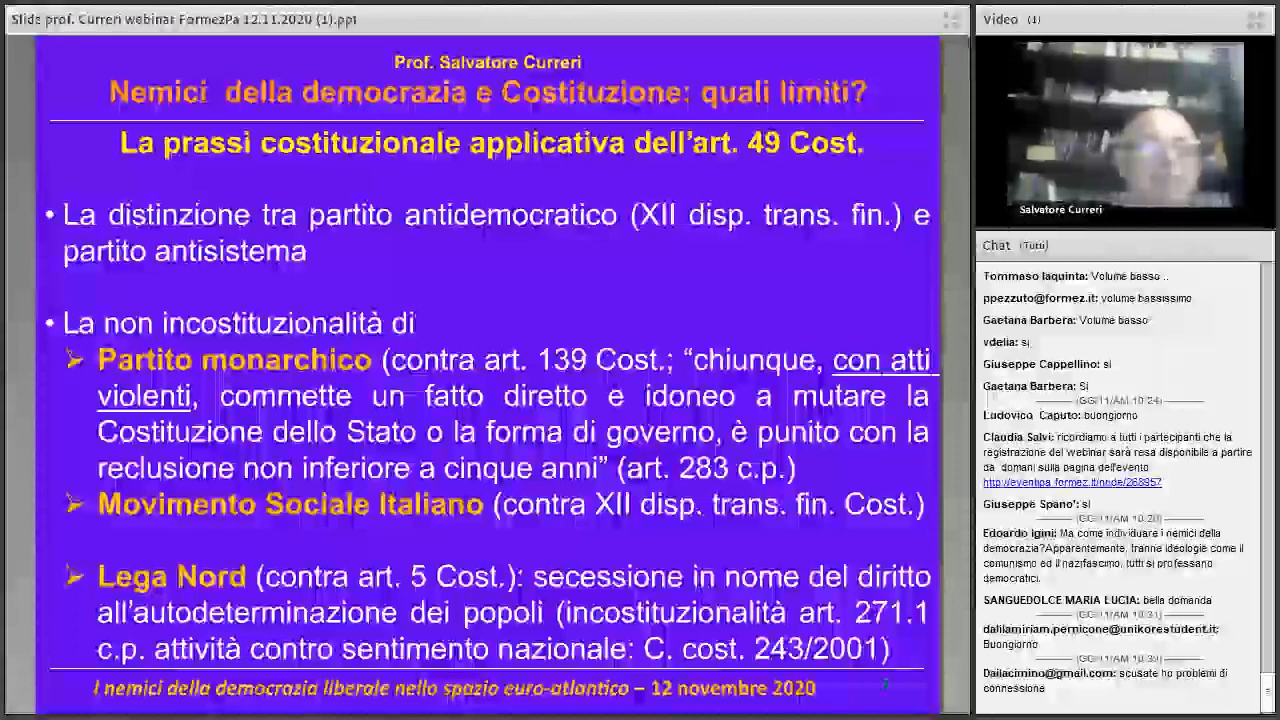 Slide prof. Curreri webinar FormezPa 12.11.2020 (1).ppt
Prof. Salvatore Curreri
Nemici della democrazia e Costituzione: quali limiti?
La prassi costituzionale applicativa dell'art. 49 Cost.
• La distinzione tra partito antidemocratico (XII disp. trans. fin.) e
partito antisistema
• La non incostituzionalità di
➢ Partito monarchico (contra art. 139 Cost.; “chiunque, con atti
violenti, commette un fatto diretto e idoneo a mutare la
Costituzione dello Stato o la forma di governo, è punito con la
reclusione non inferiore a cinque anni” (art. 283 c.p.)
➢ Movimento Sociale Italiano (contra XII disp. trans. fin. Cost.)
➢ Lega Nord (contra art. 5 Cost.): secessione in nome del diritto
all'autodeterminazione dei popoli (incostituzionalità art. 271.1
c.p. attività contro sentimento nazionale: C. cost. 243/2001)
I nemici della democrazia liberale nello spazio euro-atlantico – 12 novembre 2020
Video (1)
Salvatore Curreri
Chat (Tutti)
Tommaso Iaquinta: Volume basso ..
ppezzuto@formez.it: volume bassissimo
Gaetana Barbera: Volume basso
vdelia: si
Giuseppe Cappellino: si
Gaetana Barbera: Si
Ludovica Caputo: buongiorno
Claudia Salvi: ricordiamo a tutti i partecipanti che la
registrazione del webinar sarà resa disponibile a partire
da domani sulla pagina dell'evento
Giuseppe Spano': si
Edoardo Igini: Ma come individuare i nemici della
democrazia?Apparentemente, tranne ideologie come il
comunismo ed il nazifascismo, tutti si professano
democratici.
SANGUEDOLCE MARIA LUCIA: bella domanda
dalilamiriam.pernicone@unikorestudent.it:
Buongiorno
Dailacimino@gmail.com: scusate ho problemi di
connessione